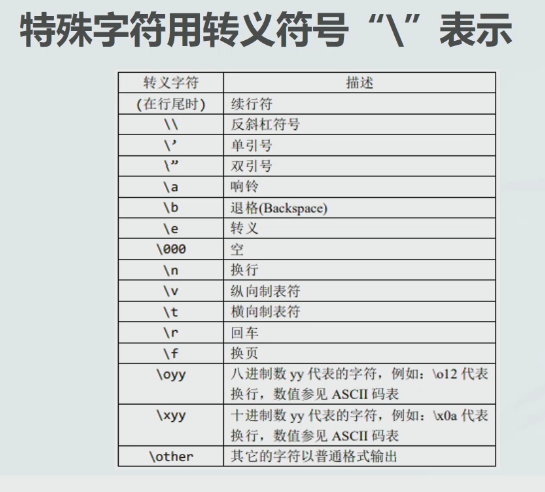 特殊字符用转义符号“\”表示
转义字符 描述
(在行尾时) 续行符
\\ 反斜杠符号
\’ 单引号
\” 双引号
\a 响铃
\b 退格(Backspace)
\e 转义
\000 空
\n 换行
\v 纵向制表符
\t 横向制表符
\r 回车
\f 换页
\oyy 八进制数 yy 代表的字符，例如：\o12 代表
换行，数值参见 ASCII 码表
\xyy 十进制数 yy 代表的字符，例如：\x0a 代表
换行，数值参见 ASCII 码表
\other 其它的字符以普通格式输出